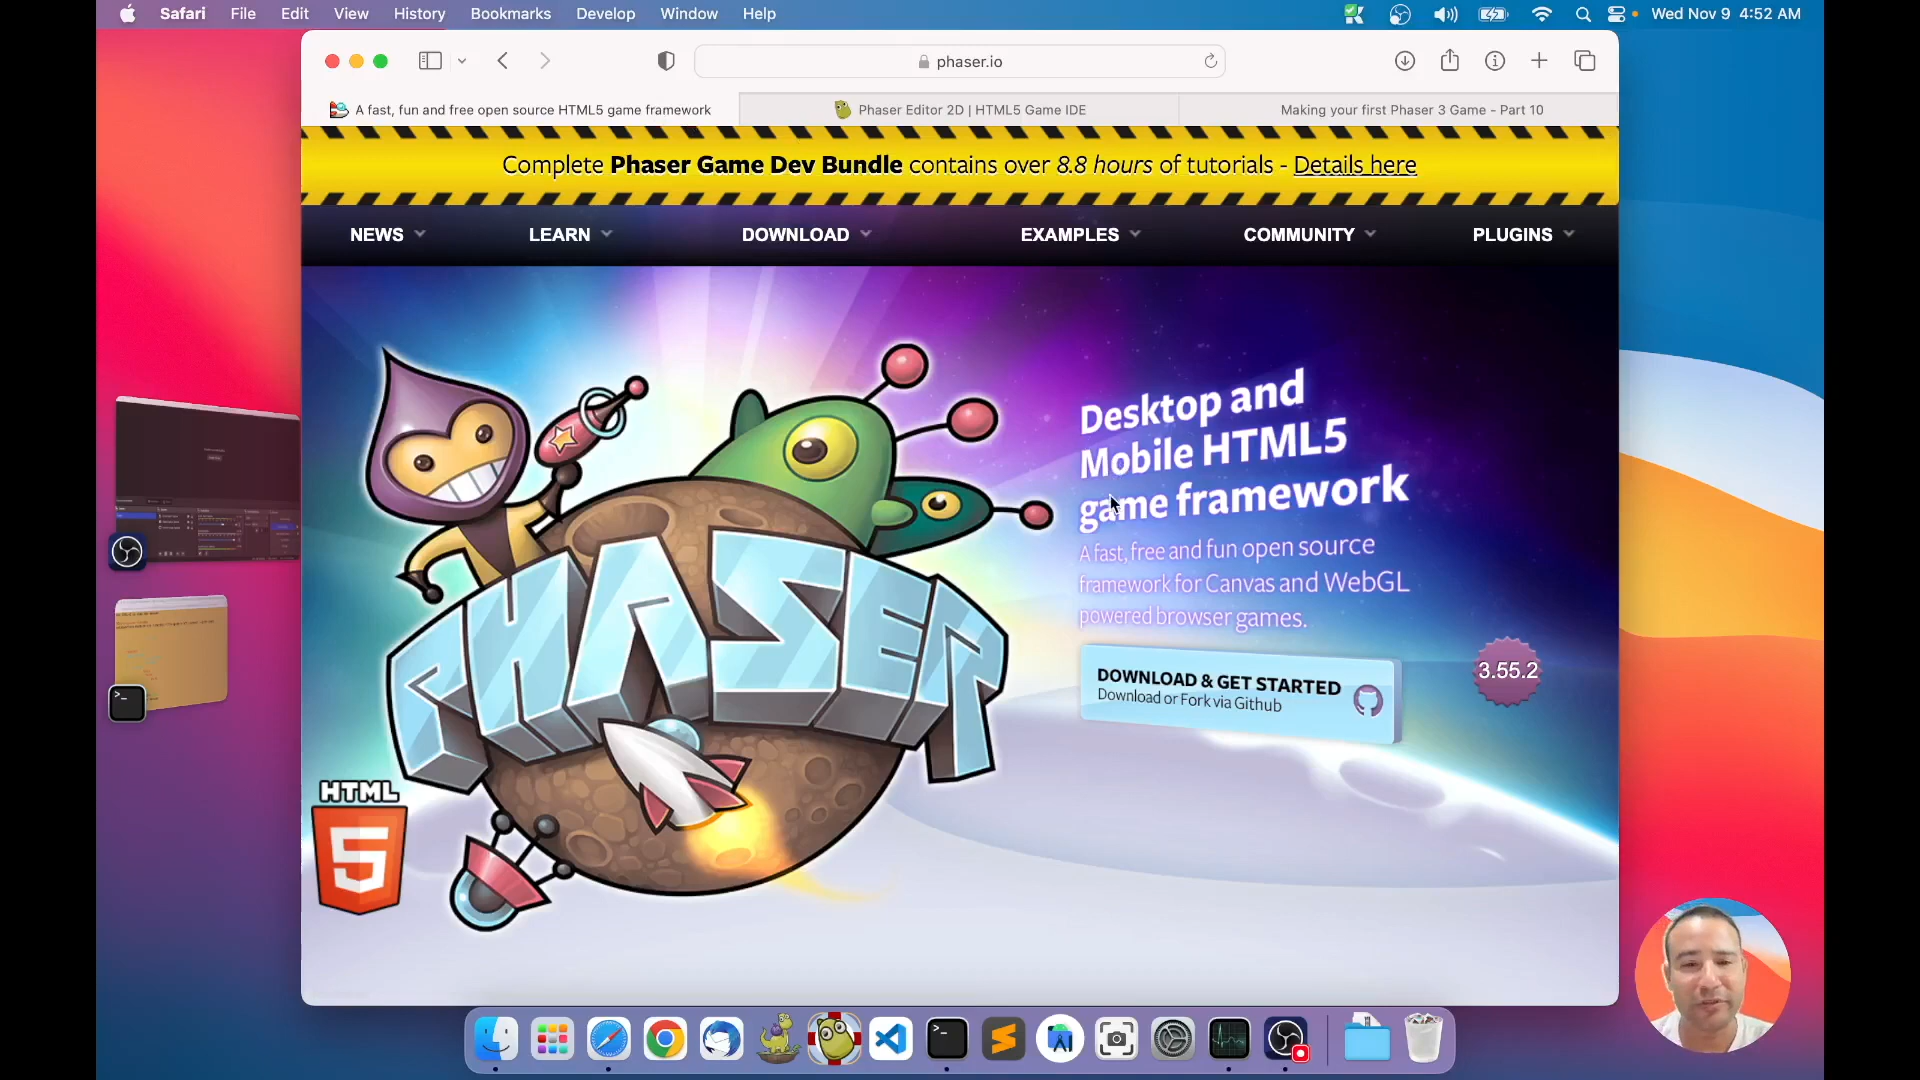 Safari File Edit View History Bookmarks Develop Window Help Wed Nov 9 4:52 AM
phaser.io
A fast, fun and free open source HTML5 game framework
Phaser Editor 2D | HTML5 Game IDE
Making your first Phaser 3 Game - Part 10
Complete Phaser Game Dev Bundle contains over 8.8 hours of tutorials - Details here
NEWS LEARN DOWNLOAD EXAMPLES COMMUNITY PLUGINS
Desktop and
Mobile HTML5
game framework
A fast, free and fun open source
framework for Canvas and WebGL
powered browser games.
PHASER
DOWNLOAD & GET STARTED
Download or Fork via Github
3.55.2
HTML
5